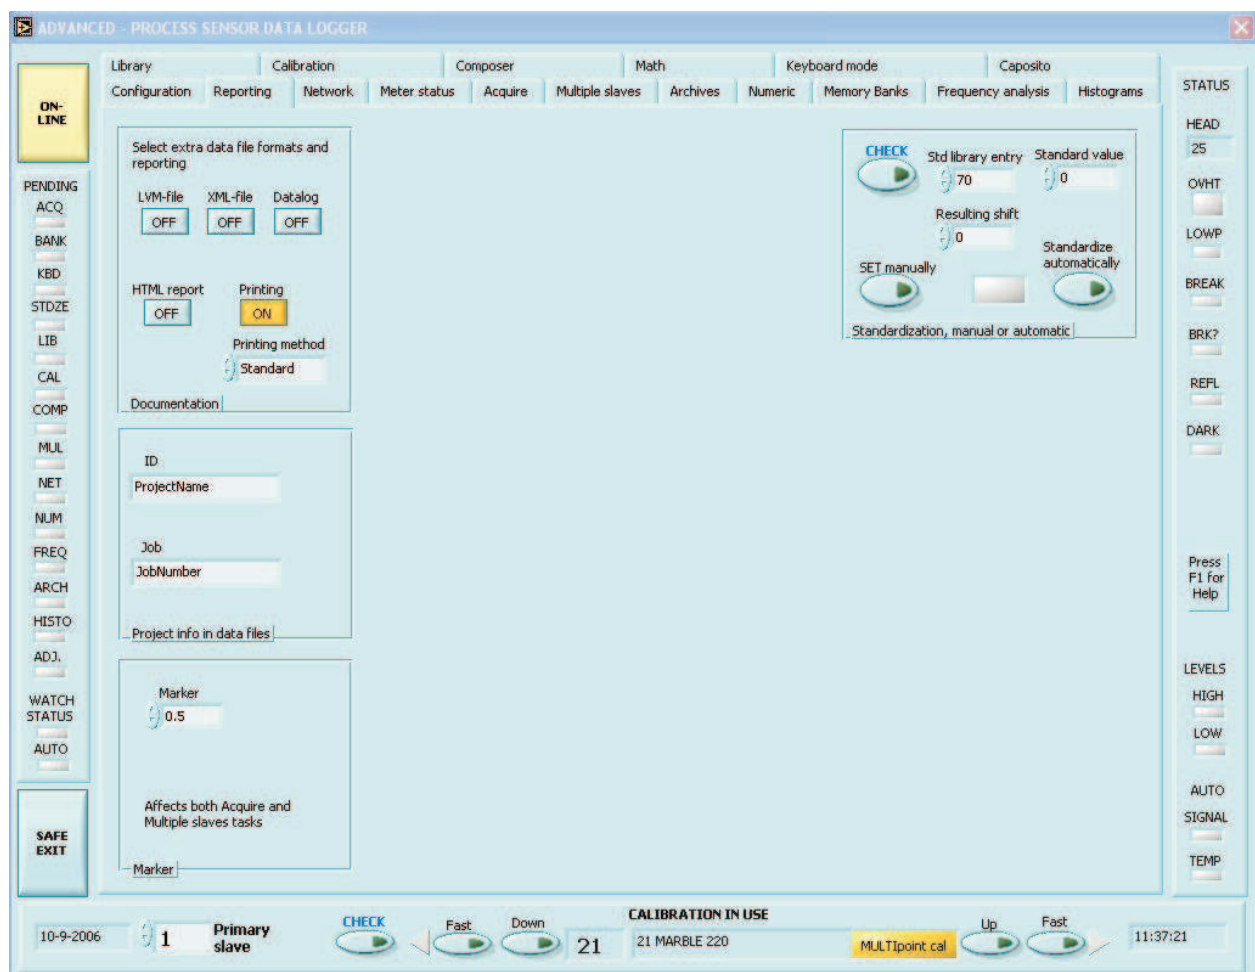 ADVANCED - PROCESS SENSOR DATA LOGGER
Library Calibration Composer Math Keyboard mode Caposito
Configuration Reporting Network Meter status Acquire Multiple slaves Archives Numeric Memory Banks Frequency analysis Histograms
ON-
LINE
PENDING
ACQ
BANK
KBD
STDZE
LIB
CAL
COMP
MUL
NET
NUM
FREQ
ARCH
HISTO
ADJ.
WATCH
STATUS
AUTO
SAFE
EXIT
Select extra data file formats and
reporting
LVM-file XML-file Datalog
OFF OFF OFF
HTML report Printing
OFF ON
Printing method
Standard
Documentation
ID
ProjectName
Job
JobNumber
Project info in data files
Marker
0.5
Affects both Acquire and
Multiple slaves tasks
Marker
CHECK Std library entry Standard value
70 0
Resulting shift
0
SET manually
Standardize
automatically
Standardization, manual or automatic
STATUS
HEAD
25
OVHT
LOWP
BREAK
BRK?
REFL
DARK
Press
F1 for
Help
LEVELS
HIGH
LOW
AUTO
SIGNAL
TEMP
10-9-2006
1
Primary
slave
CHECK
Fast
Down
21
CALIBRATION IN USE
21 MARBLE 220
MULTIpoint cal
Up
Fast
11:37:21